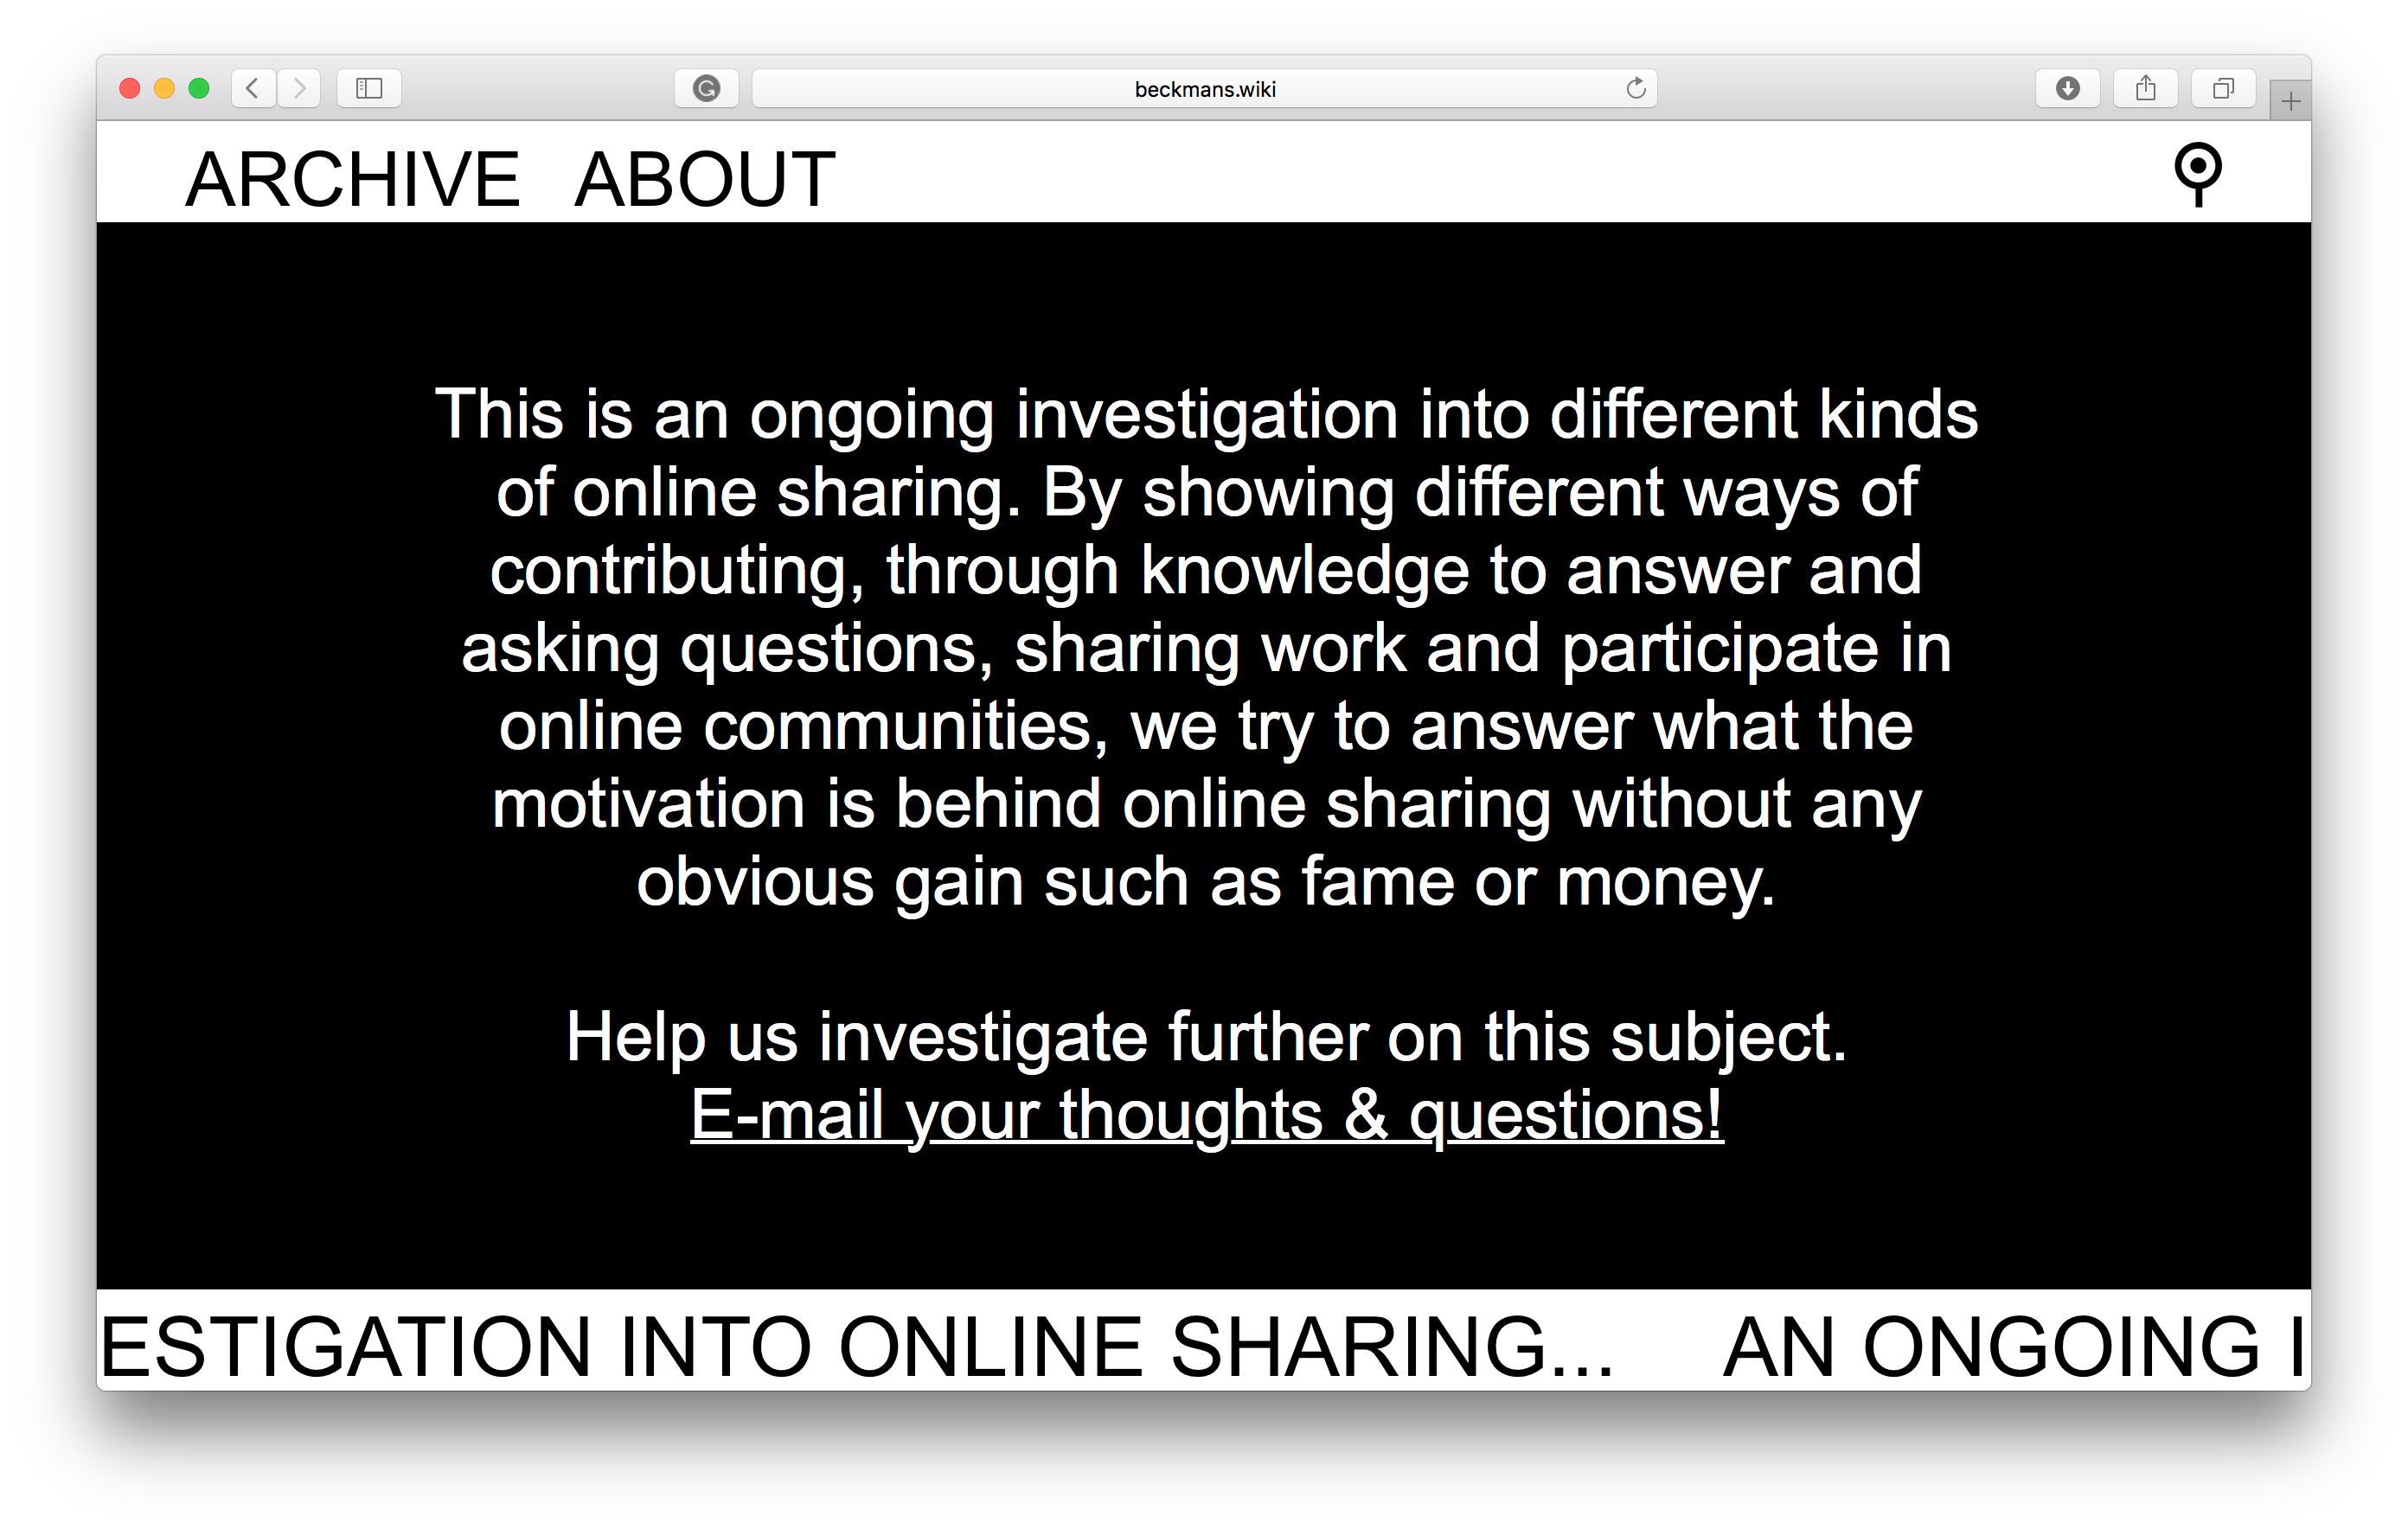 beckmans.wiki
ARCHIVE ABOUT
This is an ongoing investigation into different kinds
of online sharing. By showing different ways of
contributing, through knowledge to answer and
asking questions, sharing work and participate in
online communities, we try to answer what the
motivation is behind online sharing without any
obvious gain such as fame or money.
Help us investigate further on this subject.
E-mail your thoughts & questions!
ESTIGATION INTO ONLINE SHARING... AN ONGOING I